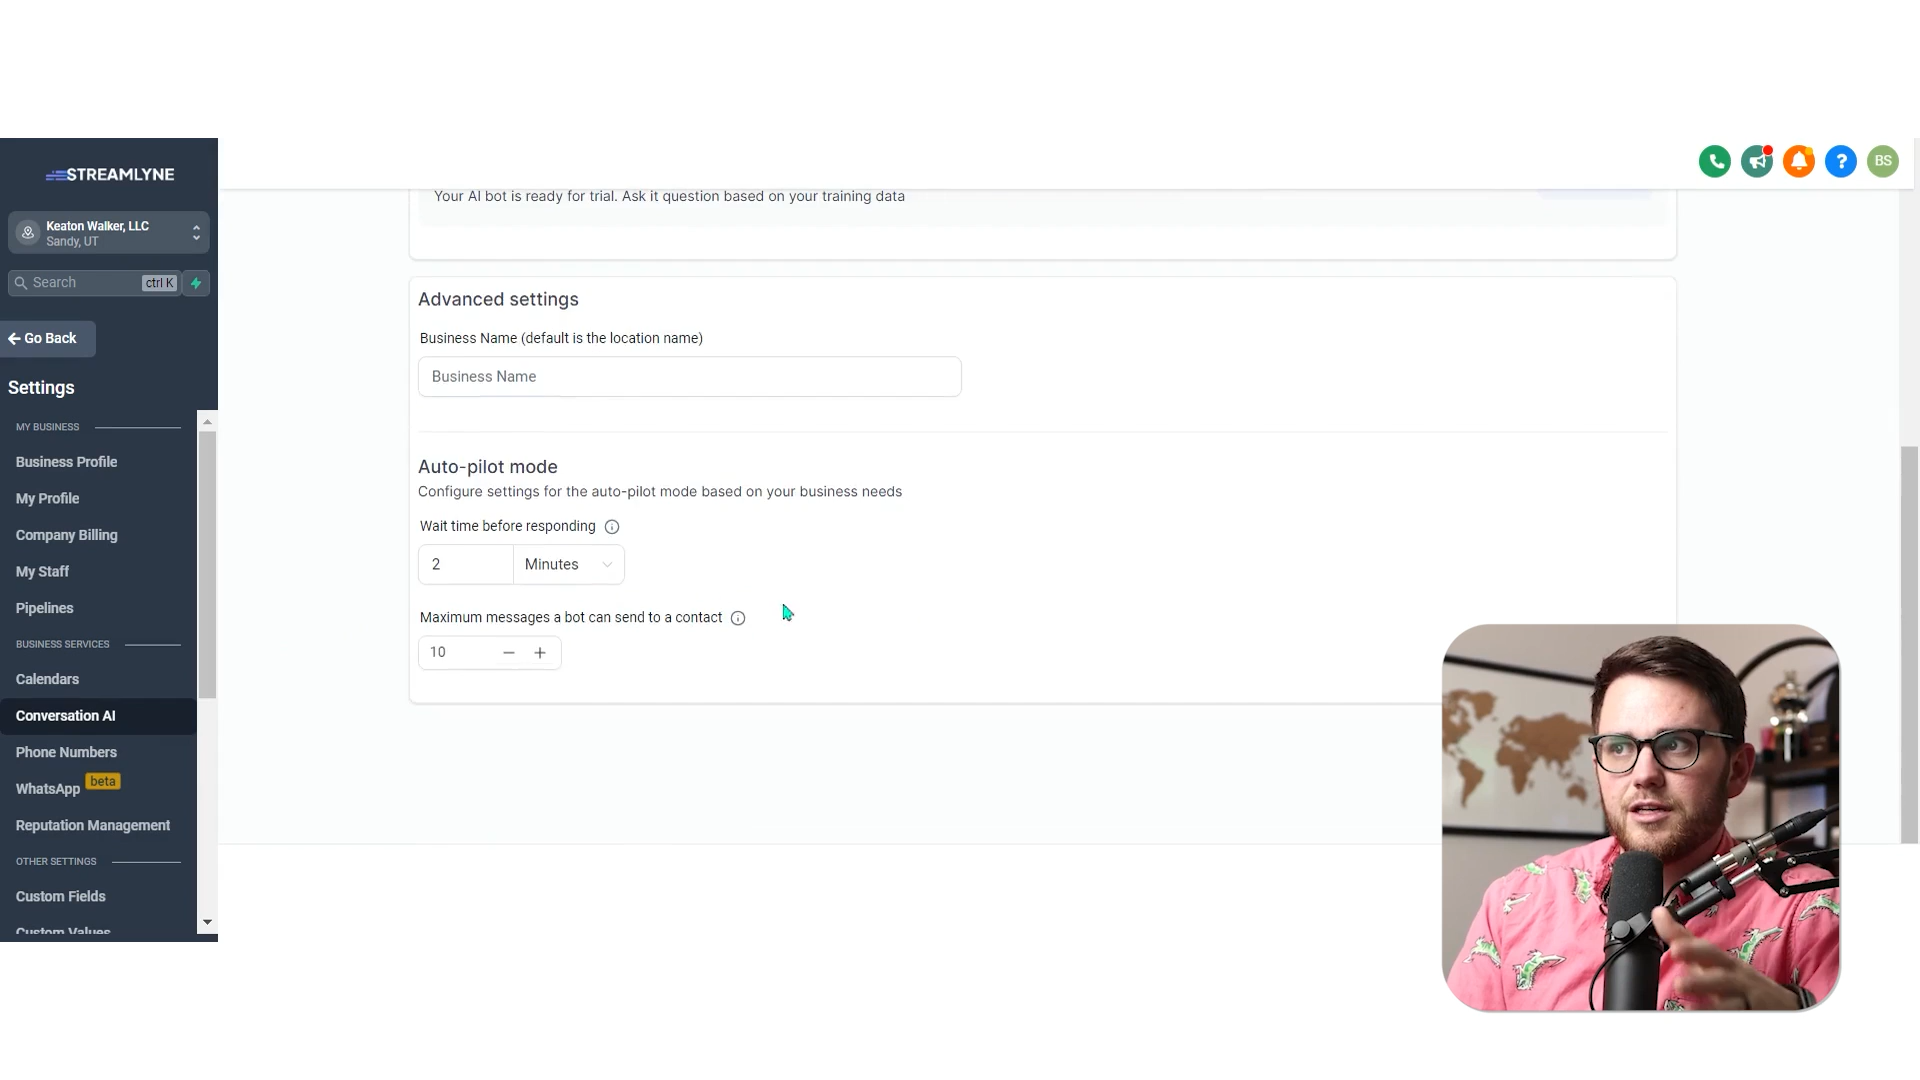 STREAMLYNE
Keaton Walker, LLC
Sandy, UT
Search ctrl K
Go Back
Settings
MY BUSINESS
Business Profile
My Profile
Company Billing
My Staff
Pipelines
BUSINESS SERVICES
Calendars
Conversation AI
Phone Numbers
WhatsApp beta
Reputation Management
OTHER SETTINGS
Custom Fields
Custom Values
? BS
Your AI bot is ready for trial. Ask it question based on your training data
Advanced settings
Business Name (default is the location name)
Business Name
Auto-pilot mode
Configure settings for the auto-pilot mode based on your business needs
Wait time before responding
2 Minutes
Maximum messages a bot can send to a contact
10 − +